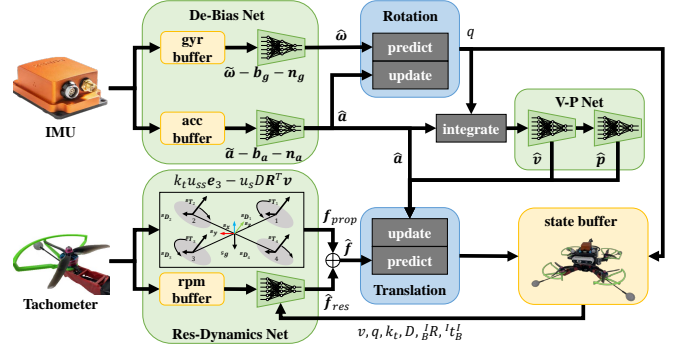 De-Bias Net
Rotation
gyr
buffer
ω̂
predict
update
q
ω̃ − b_g − n_g
IMU
acc
buffer
â
ã − b_a − n_a
integrate
V-P Net
v̂
p̂
â
k_t u_ss e_3 − u_s D R^T v
f_prop
f̂
update
predict
Translation
state buffer
Tachometer
rpm
buffer
f̂_res
Res-Dynamics Net
v, q, k_t, D, ^I_B R, ^I t^I_B